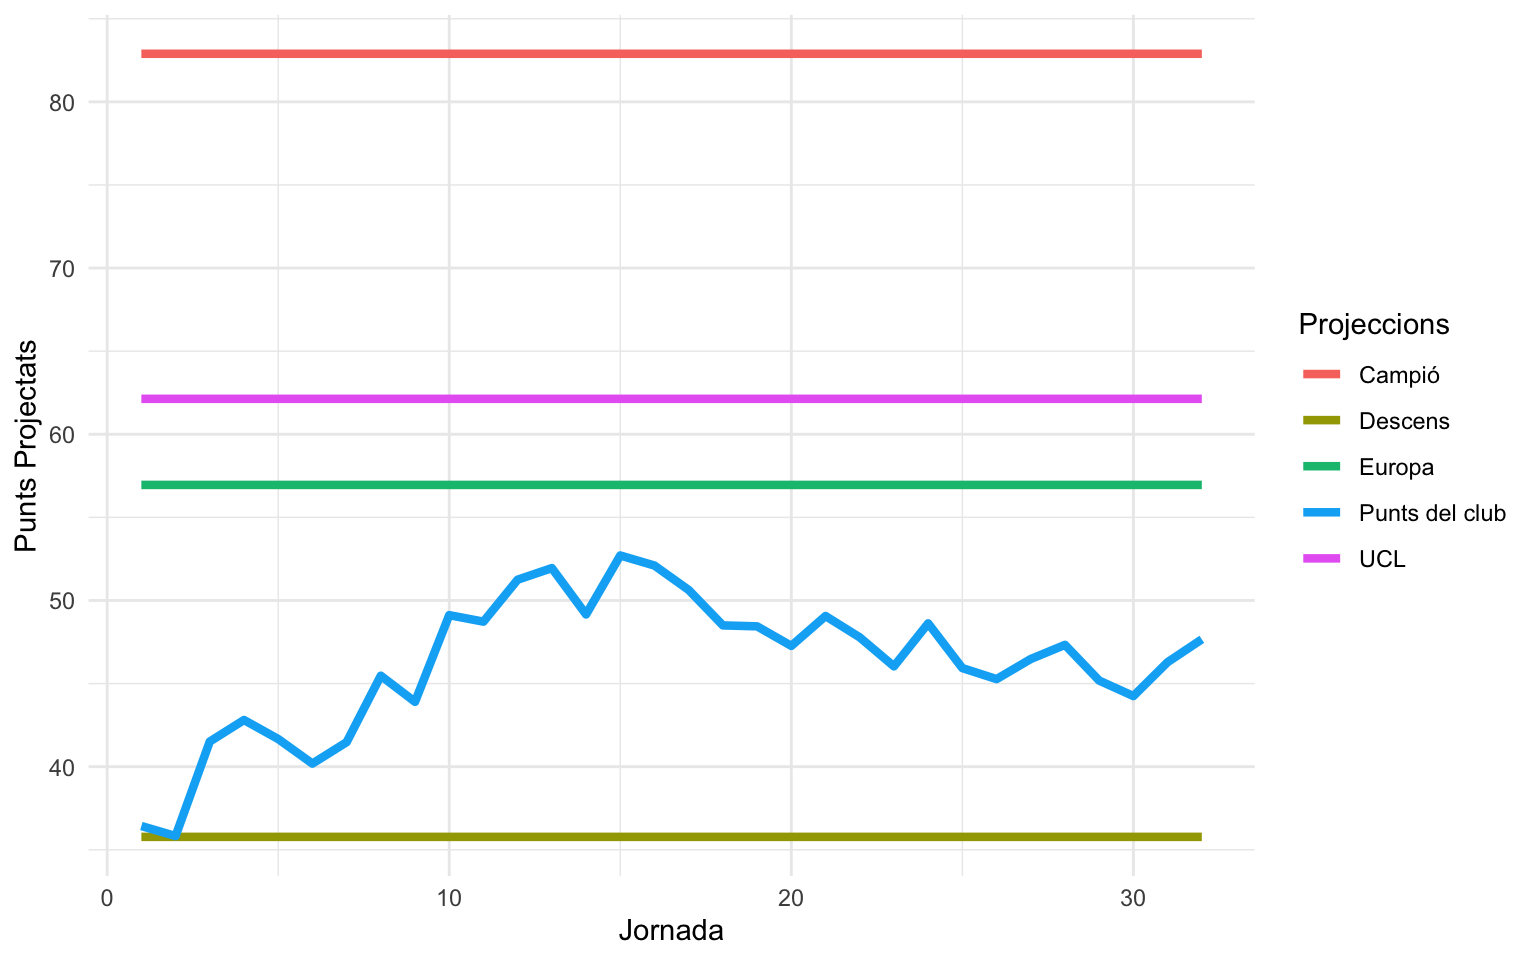 80
70
60
50
40
Punts Projectats
0 10 20 30
Jornada
Projeccions
Campió
Descens
Europa
Punts del club
UCL